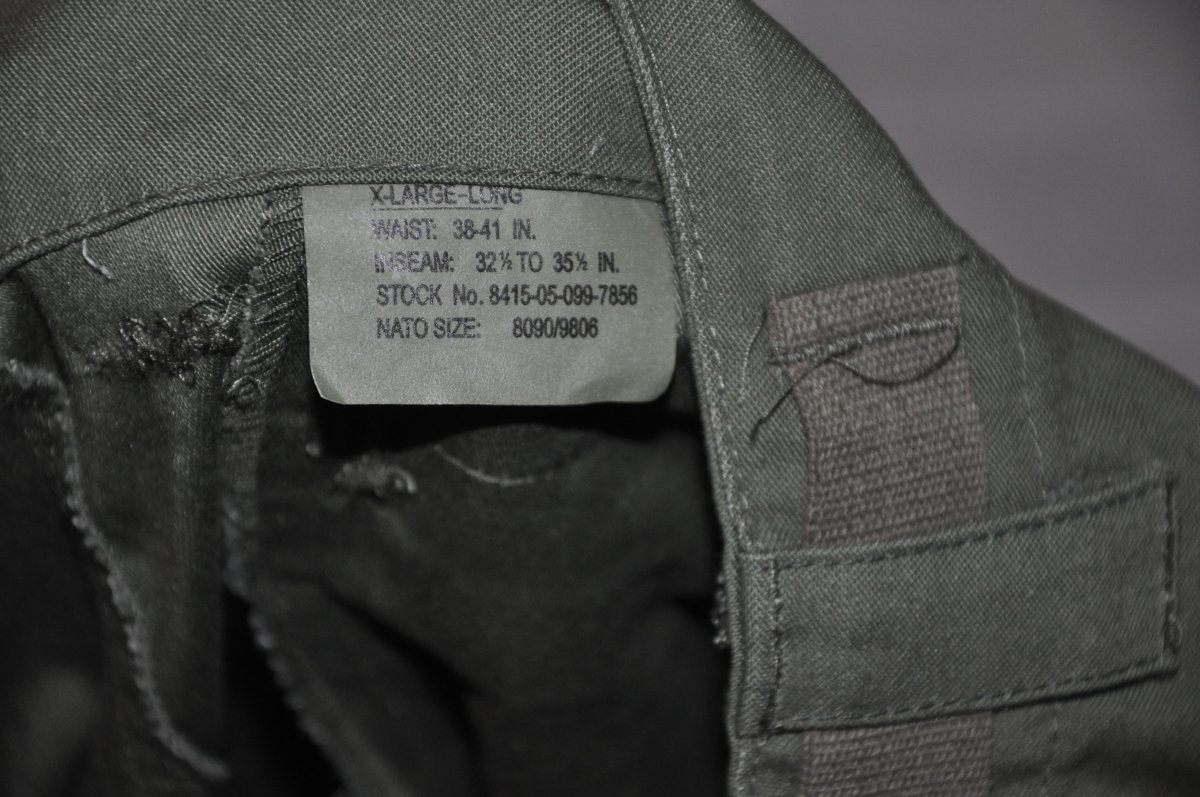 X-LARGE-LONG
WAIST: 38-41 IN.
INSEAM: 32½ TO 35½ IN.
STOCK No. 8415-05-099-7856
NATO SIZE: 8090/9806